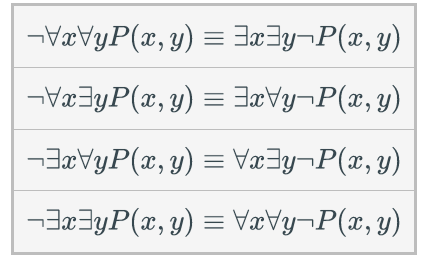 ¬∀x∀yP(x, y) ≡ ∃x∃y¬P(x, y)
¬∀x∃yP(x, y) ≡ ∃x∀y¬P(x, y)
¬∃x∀yP(x, y) ≡ ∀x∃y¬P(x, y)
¬∃x∃yP(x, y) ≡ ∀x∀y¬P(x, y)